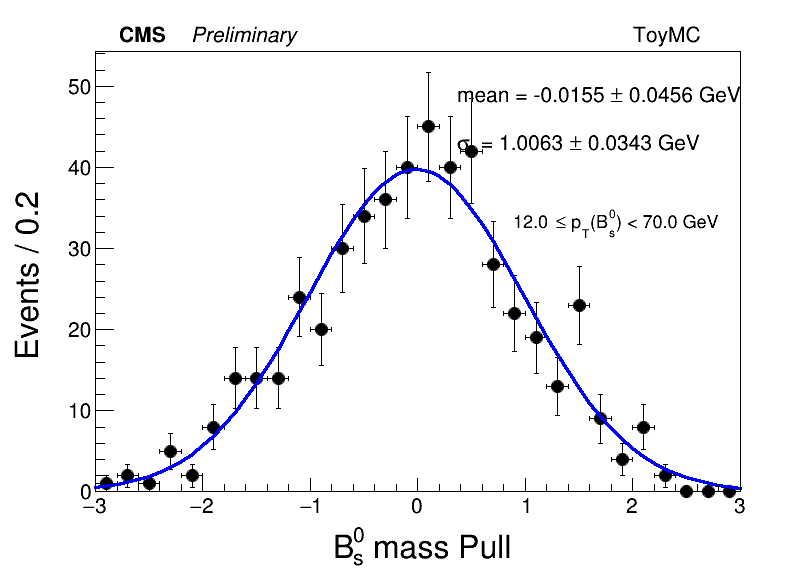 CMS Preliminary ToyMC
mean = -0.0155 ± 0.0456 GeV
σ = 1.0063 ± 0.0343 GeV
12.0 ≤ p_T(B_s^0) < 70.0 GeV
Events / 0.2
50
40
30
20
10
0
−3 −2 −1 0 1 2 3
B_s^0 mass Pull